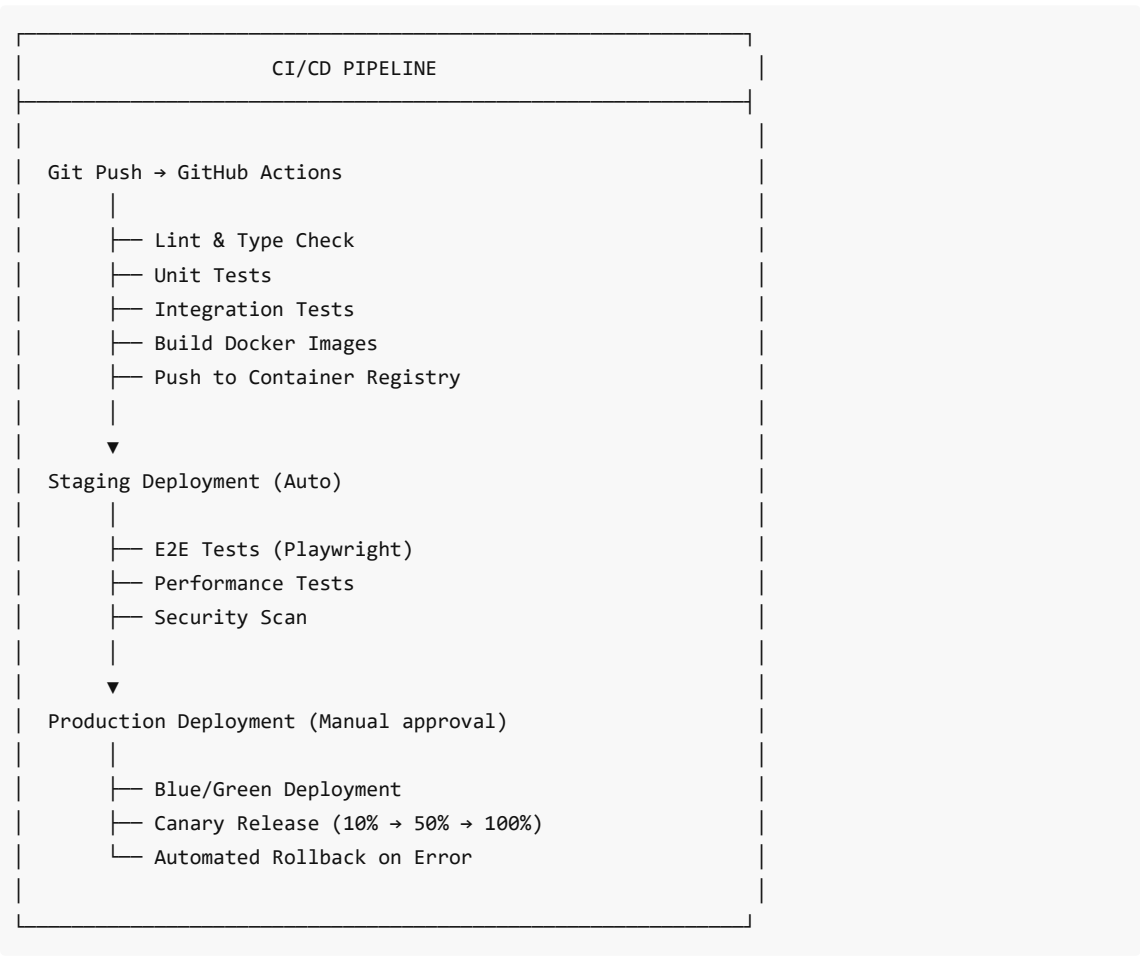 CI/CD PIPELINE
Git Push → GitHub Actions
├── Lint & Type Check
├── Unit Tests
├── Integration Tests
├── Build Docker Images
├── Push to Container Registry
▼
Staging Deployment (Auto)
├── E2E Tests (Playwright)
├── Performance Tests
├── Security Scan
▼
Production Deployment (Manual approval)
├── Blue/Green Deployment
├── Canary Release (10% → 50% → 100%)
└── Automated Rollback on Error